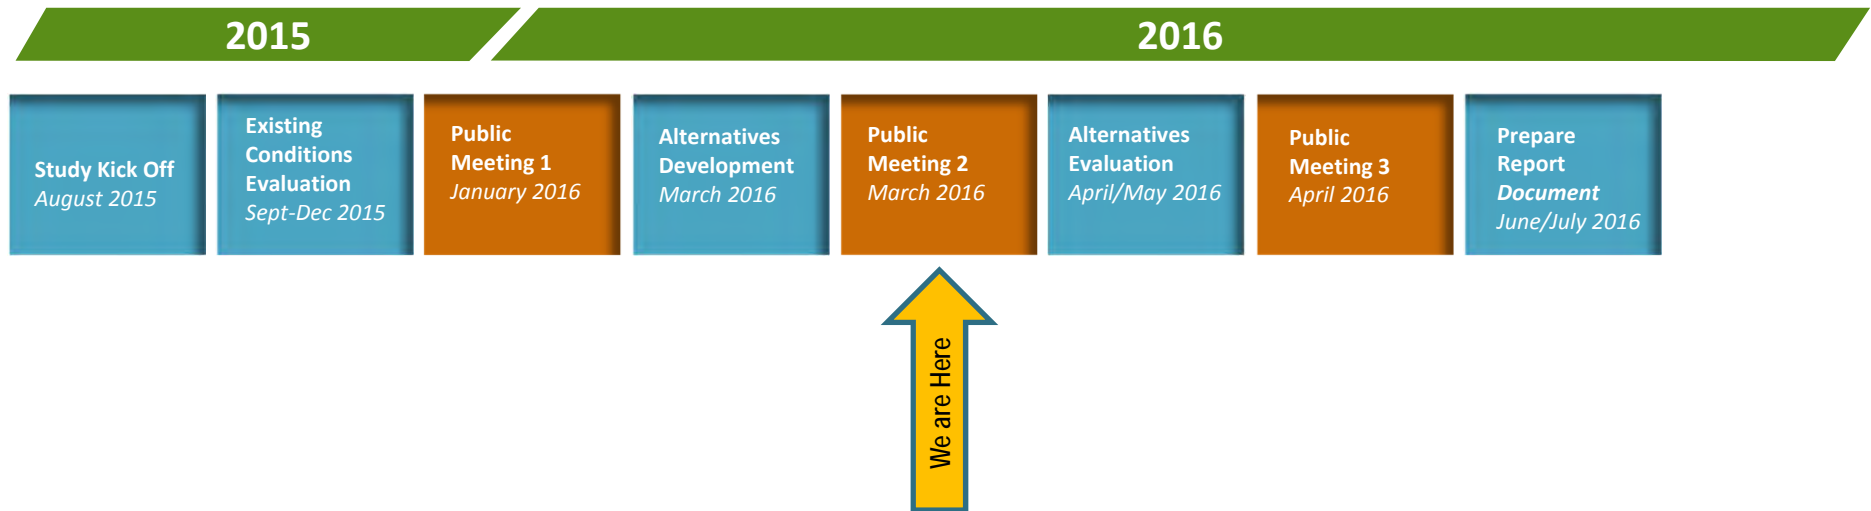 2015
2016
Study Kick Off
August 2015
Existing
Conditions
Evaluation
Sept-Dec 2015
Public
Meeting 1
January 2016
Alternatives
Development
March 2016
Public
Meeting 2
March 2016
Alternatives
Evaluation
April/May 2016
Public
Meeting 3
April 2016
Prepare
Report
Document
June/July 2016
We are Here